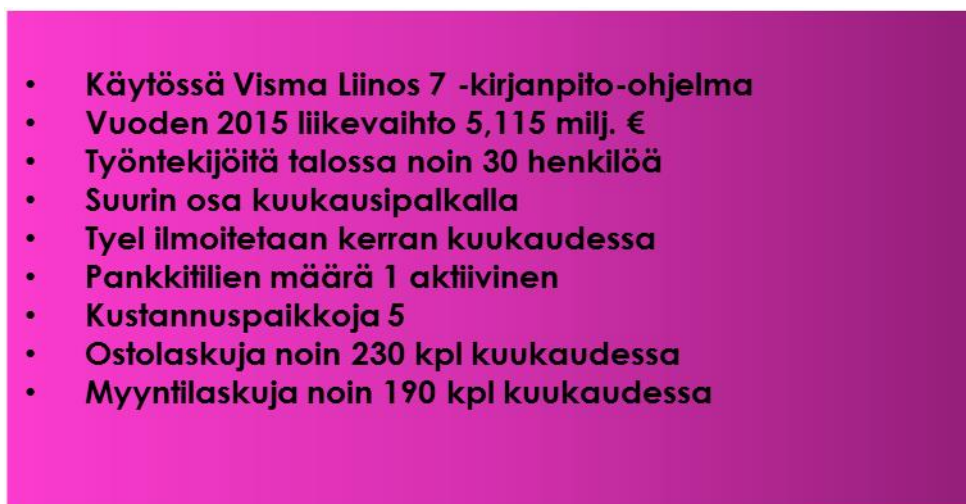 • Käytössä Visma Liinos 7 -kirjanpito-ohjelma
• Vuoden 2015 liikevaihto 5,115 milj. €
• Työntekijöitä talossa noin 30 henkilöä
• Suurin osa kuukausipalkalla
• Tyel ilmoitetaan kerran kuukaudessa
• Pankkitilien määrä 1 aktiivinen
• Kustannuspaikkoja 5
• Ostolaskuja noin 230 kpl kuukaudessa
• Myyntilaskuja noin 190 kpl kuukaudessa